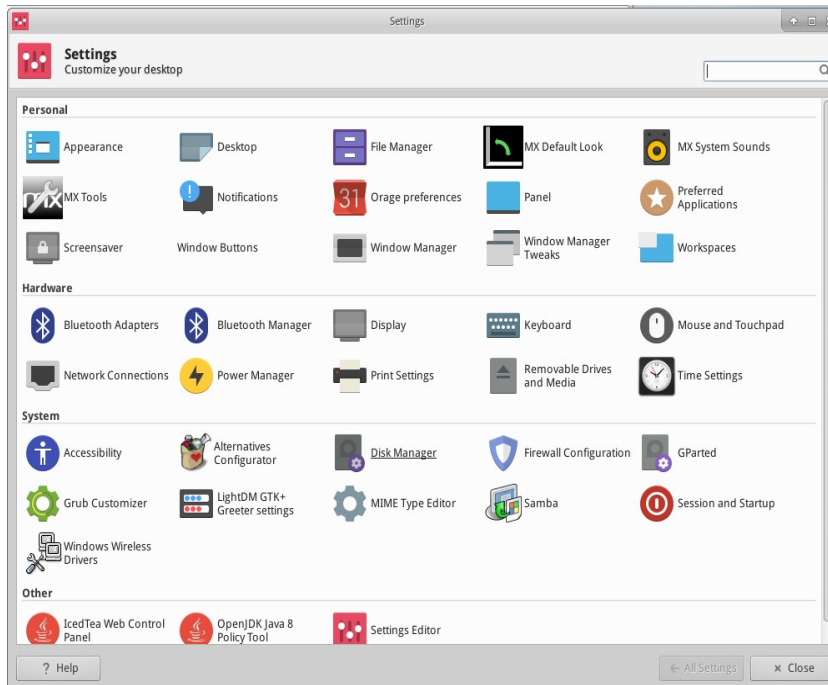 Settings
Settings
Customize your desktop
Personal
Appearance
Desktop
File Manager
MX Default Look
MX System Sounds
mx
MX Tools
Notifications
31
Orage preferences
Panel
Preferred
Applications
Screensaver
Window Buttons
Window Manager
Window Manager
Tweaks
Workspaces
Hardware
Bluetooth Adapters
Bluetooth Manager
Display
Keyboard
Mouse and Touchpad
Network Connections
Power Manager
Print Settings
Removable Drives
and Media
Time Settings
System
Accessibility
Alternatives
Configurator
Disk Manager
Firewall Configuration
GParted
Grub Customizer
LightDM GTK+
Greeter settings
MIME Type Editor
Samba
Session and Startup
Windows Wireless
Drivers
Other
IcedTea Web Control
Panel
OpenJDK Java 8
Policy Tool
Settings Editor
? Help
← All Settings
× Close